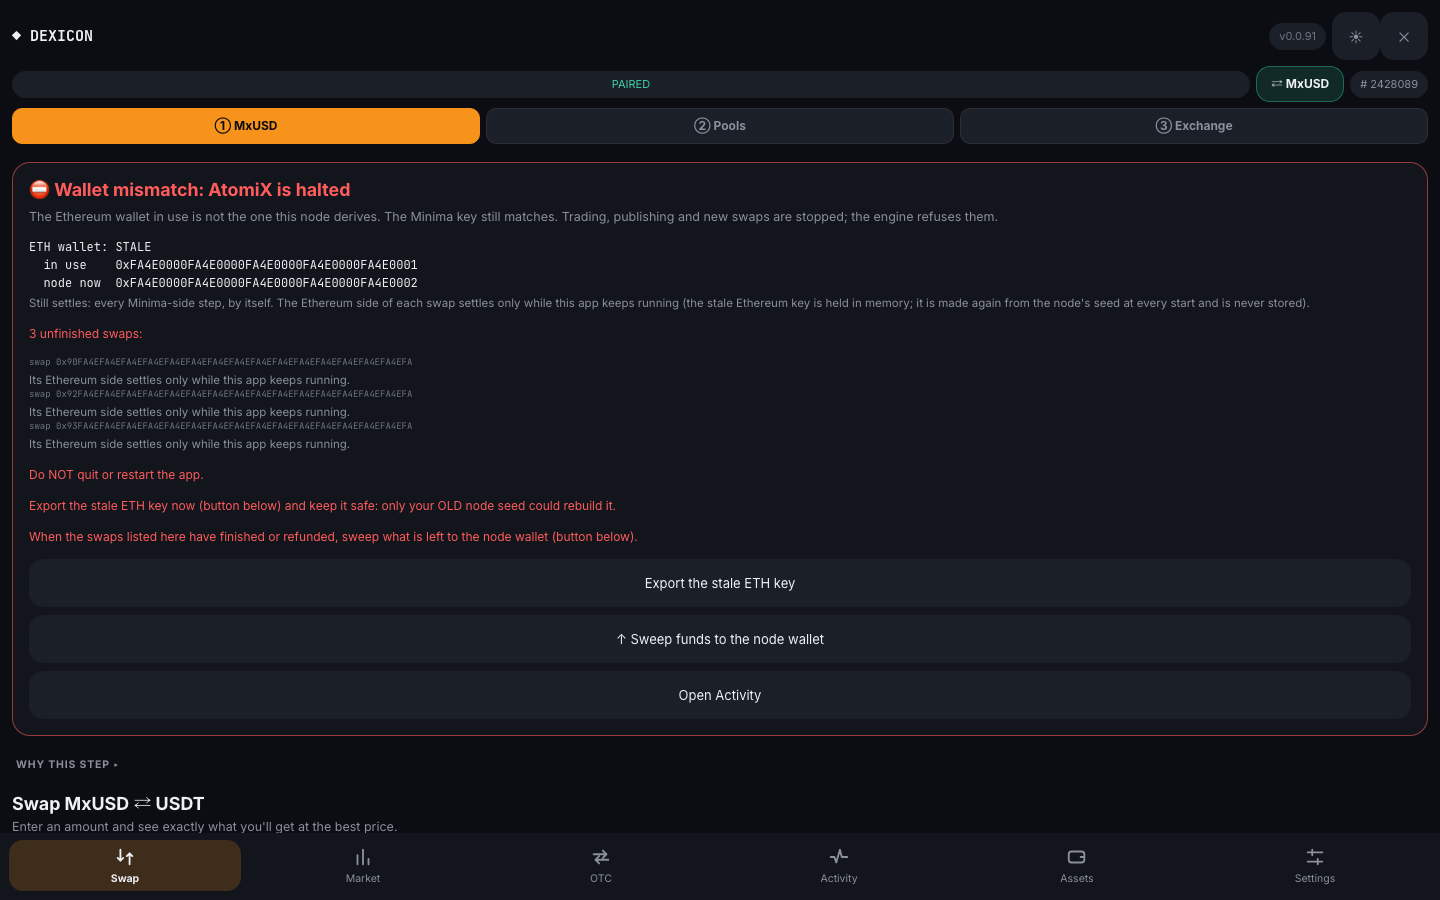 ◆ DEXICON
v0.0.91
PAIRED
⇄ MxUSD
# 2428089
① MxUSD
② Pools
③ Exchange
⛔ Wallet mismatch: AtomiX is halted
The Ethereum wallet in use is not the one this node derives. The Minima key still matches. Trading, publishing and new swaps are stopped; the engine refuses them.
ETH wallet: STALE
in use 0xFA4E0000FA4E0000FA4E0000FA4E0000FA4E0001
node now 0xFA4E0000FA4E0000FA4E0000FA4E0000FA4E0002
Still settles: every Minima-side step, by itself. The Ethereum side of each swap settles only while this app keeps running (the stale Ethereum key is held in memory; it is made again from the node's seed at every start and is never stored).
3 unfinished swaps:
swap 0x90FA4EFA4EFA4EFA4EFA4EFA4EFA4EFA4EFA4EFA4EFA4EFA4EFA4EFA4EFA4EFA
Its Ethereum side settles only while this app keeps running.
swap 0x92FA4EFA4EFA4EFA4EFA4EFA4EFA4EFA4EFA4EFA4EFA4EFA4EFA4EFA4EFA4EFA
Its Ethereum side settles only while this app keeps running.
swap 0x93FA4EFA4EFA4EFA4EFA4EFA4EFA4EFA4EFA4EFA4EFA4EFA4EFA4EFA4EFA4EFA
Its Ethereum side settles only while this app keeps running.
Do NOT quit or restart the app.
Export the stale ETH key now (button below) and keep it safe: only your OLD node seed could rebuild it.
When the swaps listed here have finished or refunded, sweep what is left to the node wallet (button below).
Export the stale ETH key
↑ Sweep funds to the node wallet
Open Activity
WHY THIS STEP ▸
Swap MxUSD ⇄ USDT
Enter an amount and see exactly what you'll get at the best price.
Swap
Market
OTC
Activity
Assets
Settings